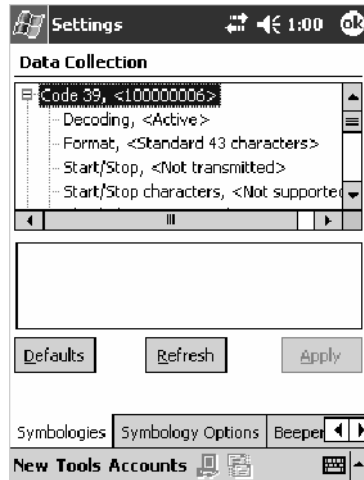 Settings 1:00 ok
Data Collection
Code 39, <100000006>
Decoding, <Active>
Format, <Standard 43 characters>
Start/Stop, <Not transmitted>
Start/Stop characters, <Not supported
Defaults Refresh Apply
Symbologies Symbology Options Beeper
New Tools Accounts